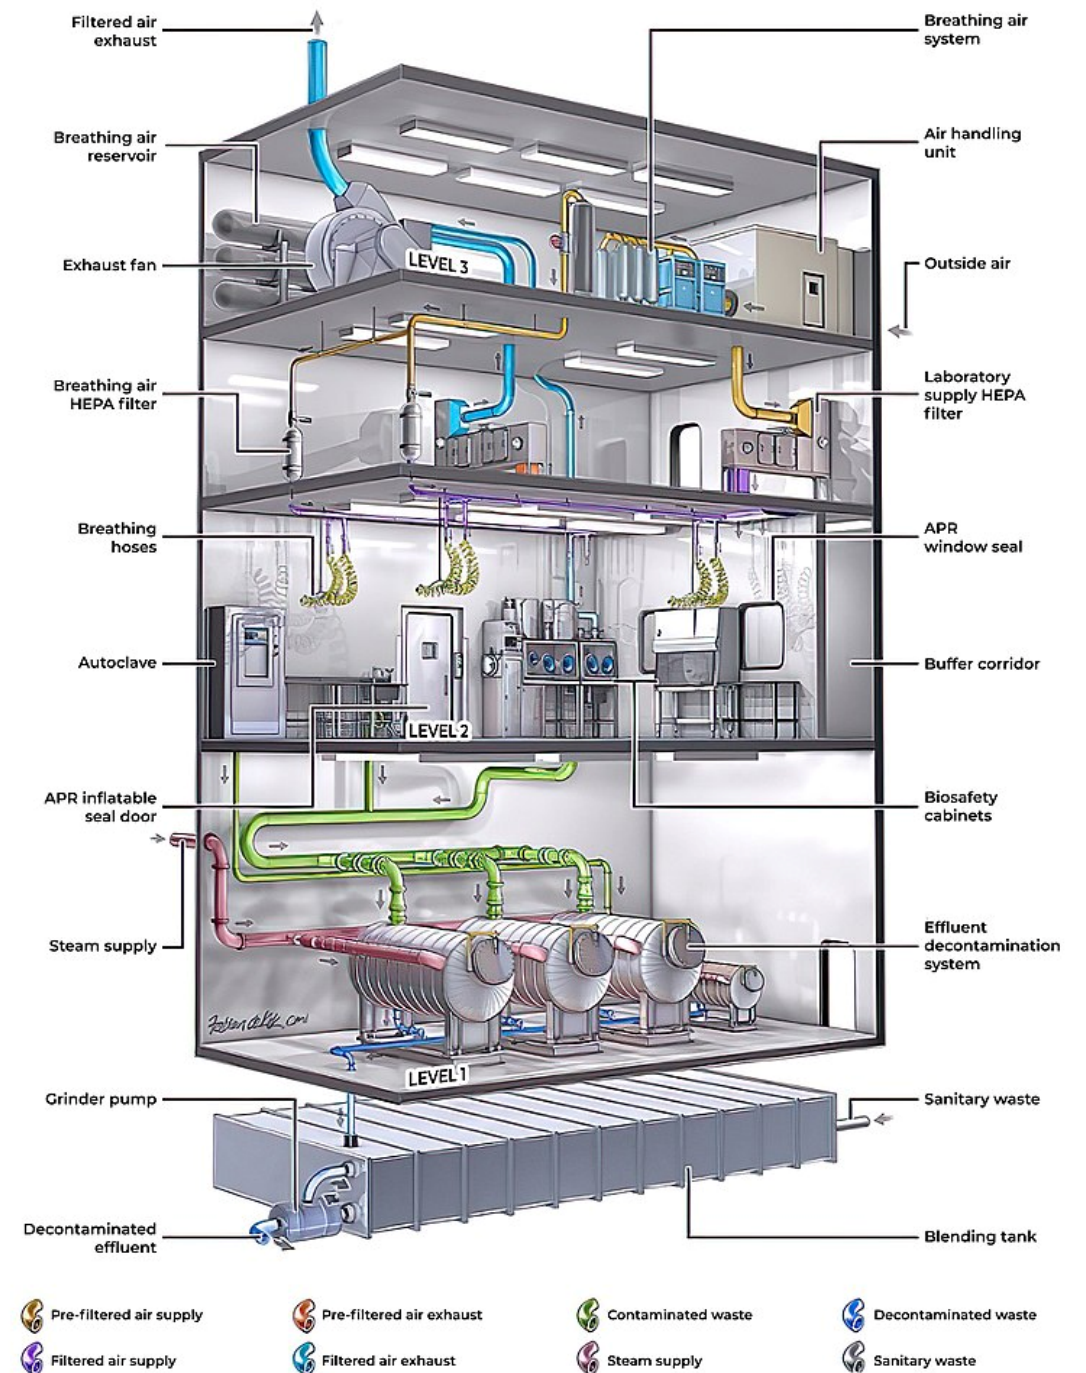 Filtered air
exhaust
Breathing air
system
Breathing air
reservoir
Air handling
unit
Exhaust fan
LEVEL 3
Outside air
Breathing air
HEPA filter
Laboratory
supply HEPA
filter
Breathing
hoses
APR
window seal
Autoclave
Buffer corridor
LEVEL 2
APR inflatable
seal door
Biosafety
cabinets
Steam supply
Effluent
decontamination
system
LEVEL 1
Grinder pump
Sanitary waste
Decontaminated
effluent
Blending tank
Pre-filtered air supply
Pre-filtered air exhaust
Contaminated waste
Decontaminated waste
Filtered air supply
Filtered air exhaust
Steam supply
Sanitary waste